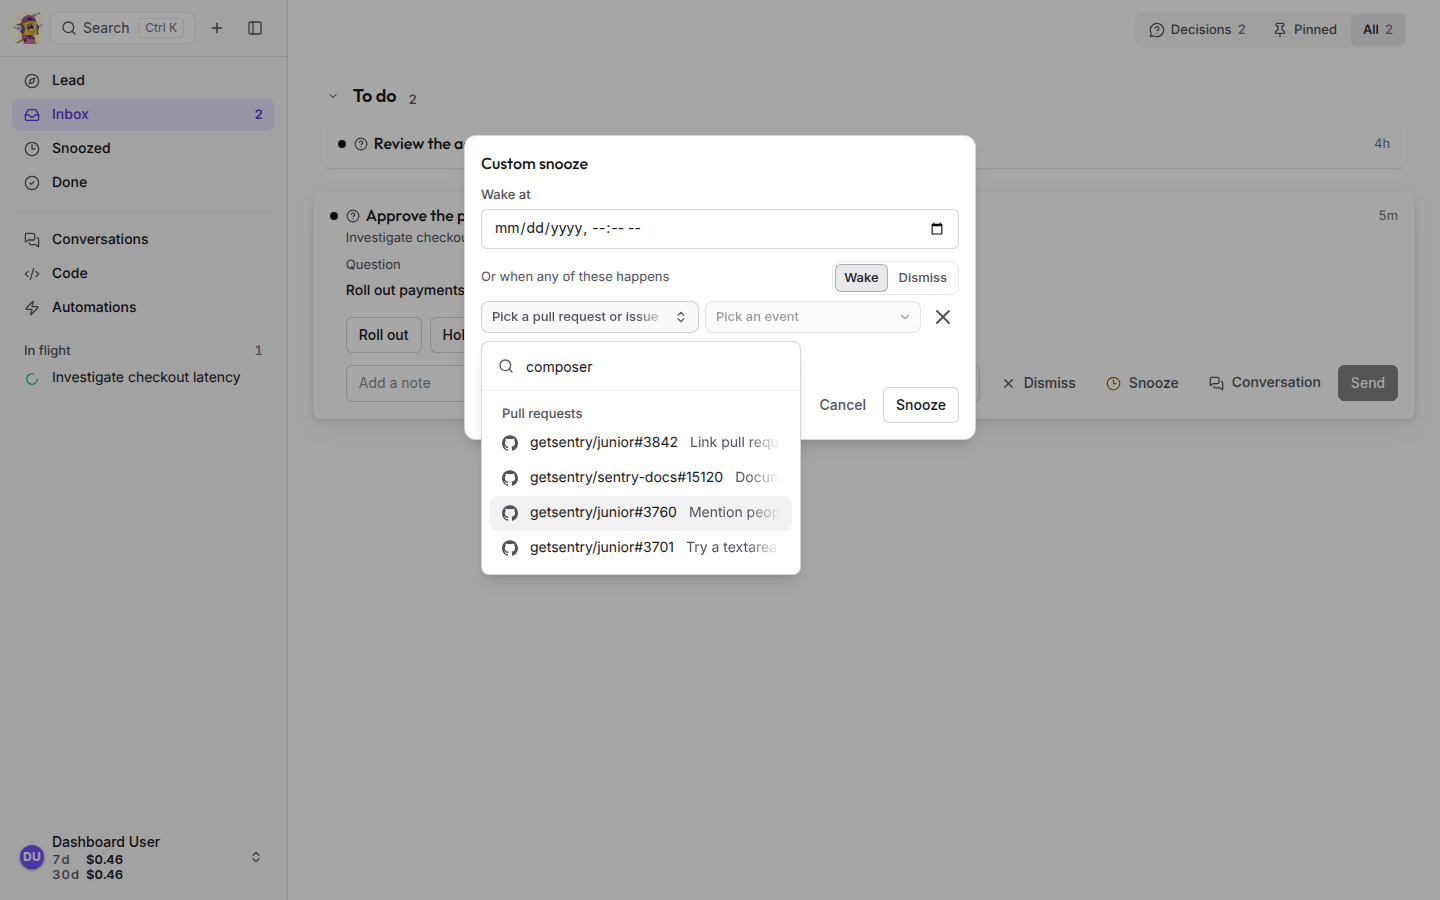 Search Ctrl K
Decisions 2 Pinned All 2
Lead
Inbox 2
Snoozed
Done
Conversations
Code
Automations
In flight 1
Investigate checkout latency
To do 2
Review the a
4h
Approve the p
5m
Investigate checkou
Question
Roll out payments
Roll out Hol
Add a note
Dismiss Snooze Conversation Send
Custom snooze
Wake at
mm/dd/yyyy, --:-- --
Or when any of these happens Wake Dismiss
Pick a pull request or issue Pick an event
composer
Pull requests
getsentry/junior#3842 Link pull requ
getsentry/sentry-docs#15120 Docum
getsentry/junior#3760 Mention peop
getsentry/junior#3701 Try a textarea
Cancel Snooze
DU Dashboard User
7d $0.46
30d $0.46